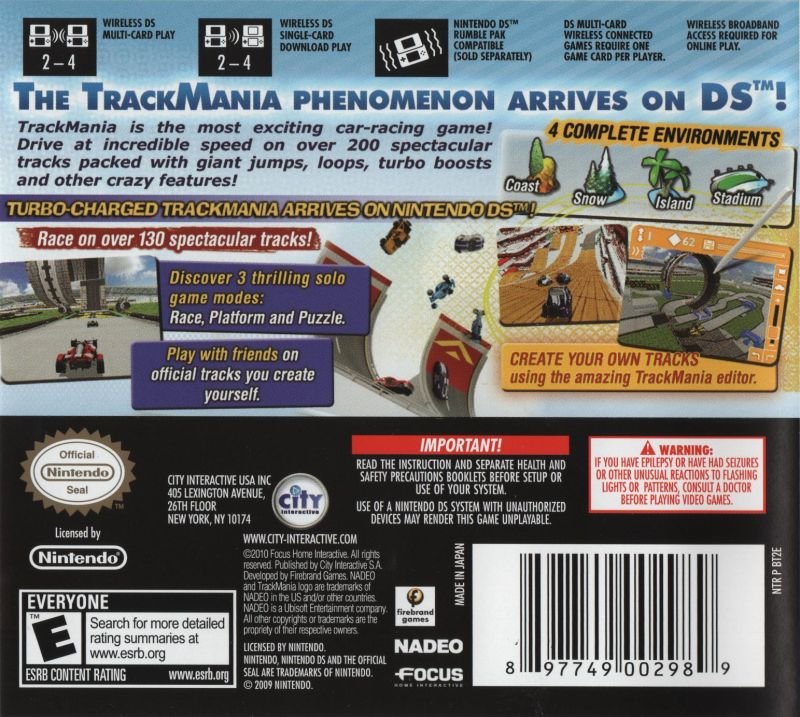 WIRELESS DS
MULTI-CARD PLAY
2 – 4
WIRELESS DS
SINGLE-CARD
DOWNLOAD PLAY
2 – 4
NINTENDO DS™
RUMBLE PAK
COMPATIBLE
(SOLD SEPARATELY)
DS MULTI-CARD
WIRELESS CONNECTED
GAMES REQUIRE ONE
GAME CARD PER PLAYER.
WIRELESS BROADBAND
ACCESS REQUIRED FOR
ONLINE PLAY.
THE TRACKMANIA PHENOMENON ARRIVES ON DS™!
TrackMania is the most exciting car-racing game!
Drive at incredible speed on over 200 spectacular
tracks packed with giant jumps, loops, turbo boosts
and other crazy features!
4 COMPLETE ENVIRONMENTS
Coast
Snow
Island
Stadium
TURBO-CHARGED TRACKMANIA ARRIVES ON NINTENDO DS™!
Race on over 130 spectacular tracks!
Discover 3 thrilling solo
game modes:
Race, Platform and Puzzle.
Play with friends on
official tracks you create
yourself.
62
CREATE YOUR OWN TRACKS
using the amazing TrackMania editor.
Official
Nintendo
Seal
TM
Licensed by
Nintendo
EVERYONE
TM
E
Search for more detailed
rating summaries at
www.esrb.org
ESRB CONTENT RATING
www.esrb.org
CITY INTERACTIVE USA INC
405 LEXINGTON AVENUE,
26TH FLOOR
NEW YORK, NY 10174
city
interactive
WWW.CITY-INTERACTIVE.COM
©2010 Focus Home Interactive. All rights
reserved. Published by City Interactive S.A.
Developed by Firebrand Games. NADEO
and TrackMania logo are trademarks of
NADEO in the US and/or other countries.
NADEO is a Ubisoft Entertainment company.
All other copyrights or trademarks are the
propriety of their respective owners.
LICENSED BY NINTENDO.
NINTENDO, NINTENDO DS AND THE OFFICIAL
SEAL ARE TRADEMARKS OF NINTENDO.
© 2009 NINTENDO.
IMPORTANT!
READ THE INSTRUCTION AND SEPARATE HEALTH AND
SAFETY PRECAUTIONS BOOKLETS BEFORE SETUP OR
USE OF YOUR SYSTEM.
USE OF A NINTENDO DS SYSTEM WITH UNAUTHORIZED
DEVICES MAY RENDER THIS GAME UNPLAYABLE.
WARNING:
IF YOU HAVE EPILEPSY OR HAVE HAD SEIZURES
OR OTHER UNUSUAL REACTIONS TO FLASHING
LIGHTS OR PATTERNS, CONSULT A DOCTOR
BEFORE PLAYING VIDEO GAMES.
firebrand
games
NADEO
FOCUS
HOME INTERACTIVE
MADE IN JAPAN
8 97749 00298 9
NTR P BT2E